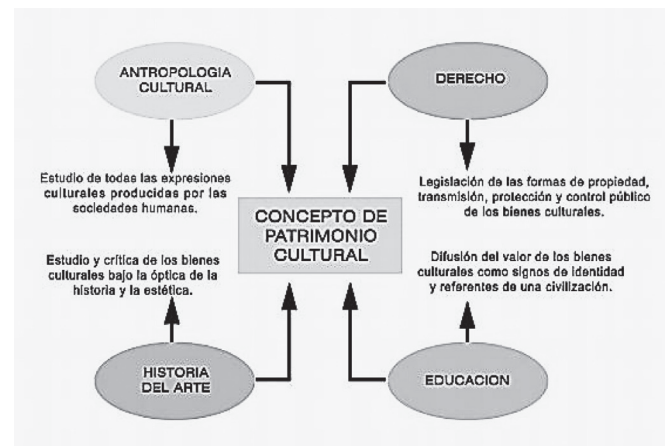 ANTROPOLOGIA
CULTURAL
DERECHO
Estudio de todas las expresiones
culturales producidas por las
sociedades humanas.
Legislación de las formas de propiedad,
transmisión, protección y control público
de los bienes culturales.
CONCEPTO DE
PATRIMONIO
CULTURAL
Estudio y crítica de los bienes
culturales bajo la óptica de la
historia y la estética.
Difusión del valor de los bienes
culturales como signos de identidad
y referentes de una civilización.
HISTORIA
DEL ARTE
EDUCACION